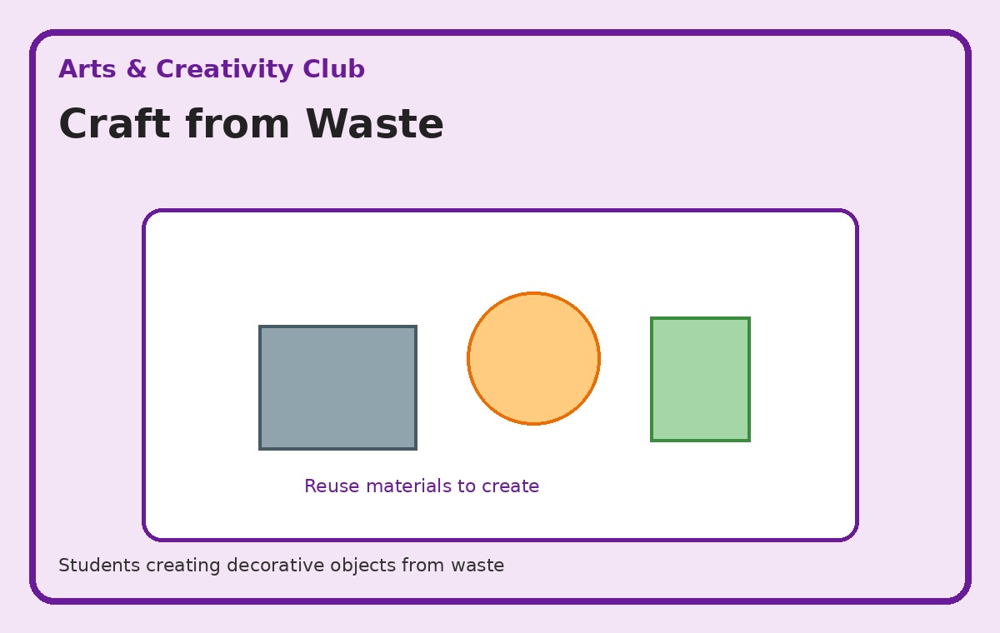 Arts & Creativity Club
Craft from Waste
Reuse materials to create
Students creating decorative objects from waste